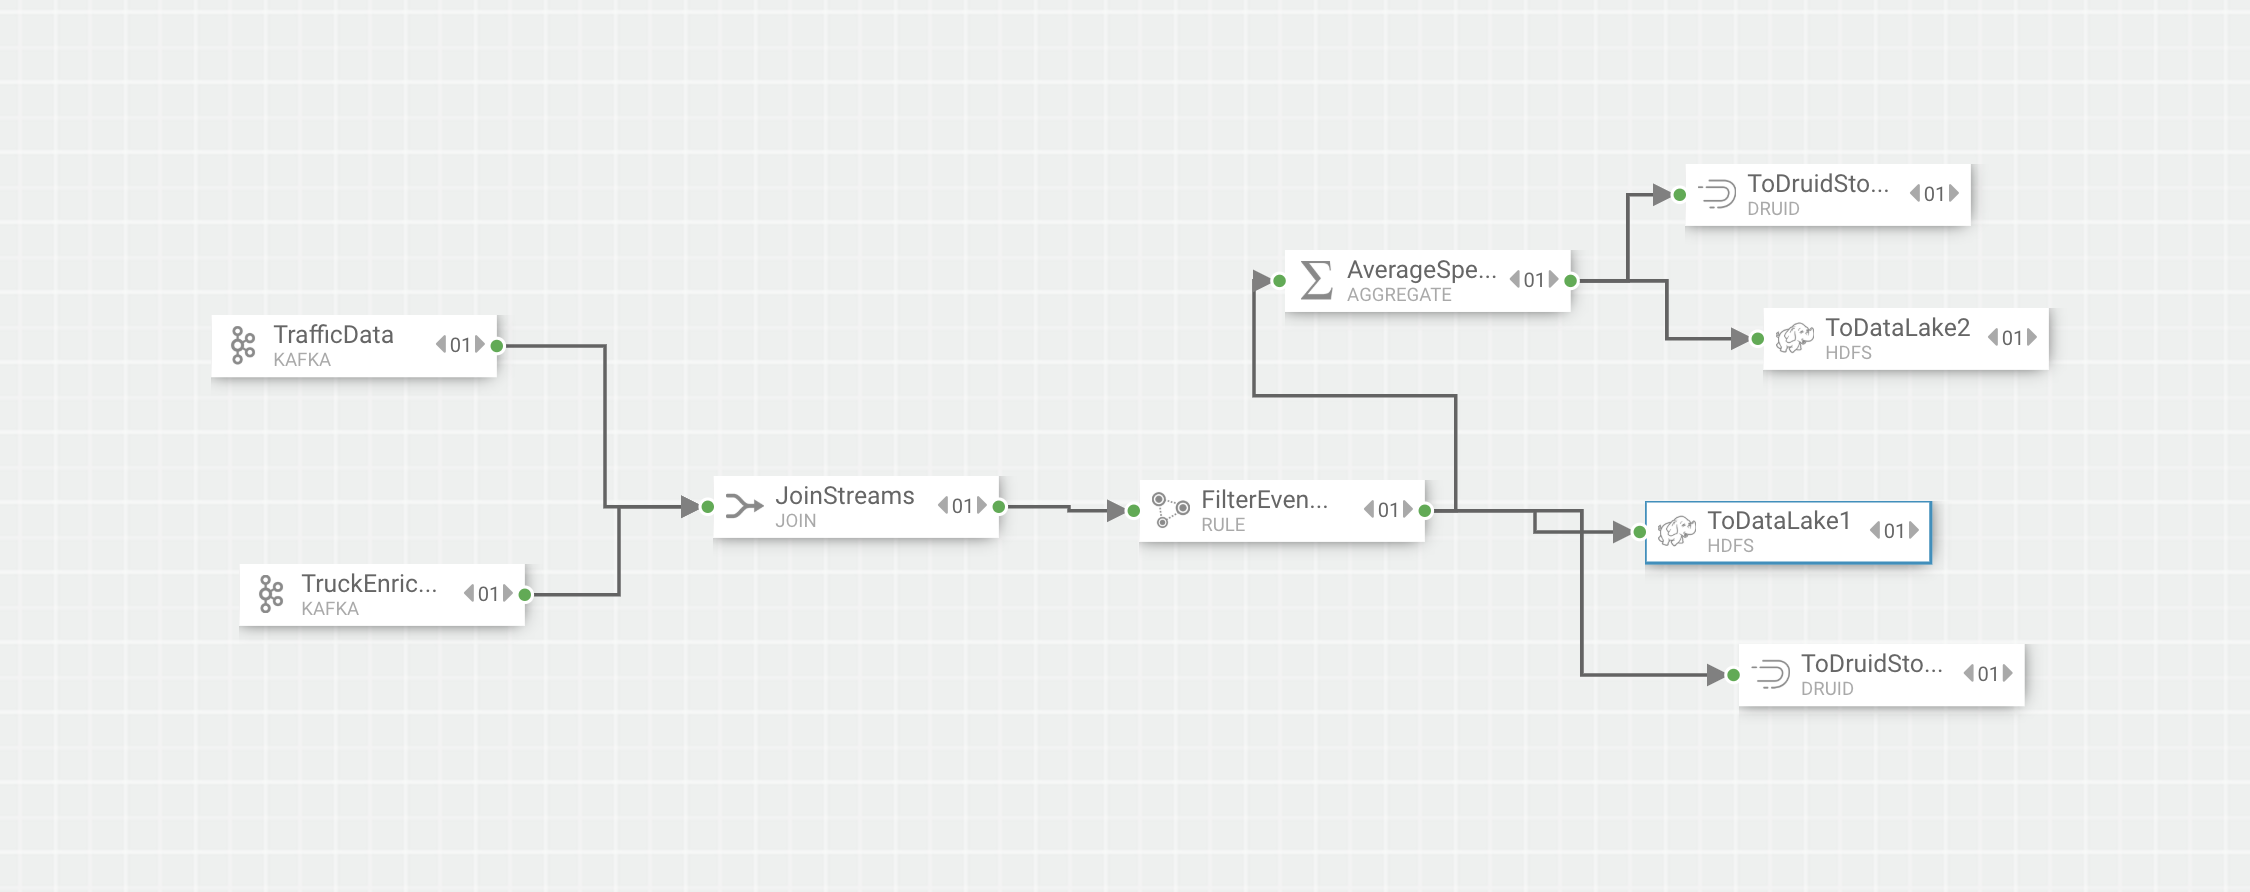 TrafficData
01
KAFKA
TruckEnric...
01
KAFKA
JoinStreams
01
JOIN
FilterEven...
01
RULE
AverageSpe...
01
AGGREGATE
ToDruidSto...
01
DRUID
ToDataLake2
01
HDFS
ToDataLake1
01
HDFS
ToDruidSto...
01
DRUID